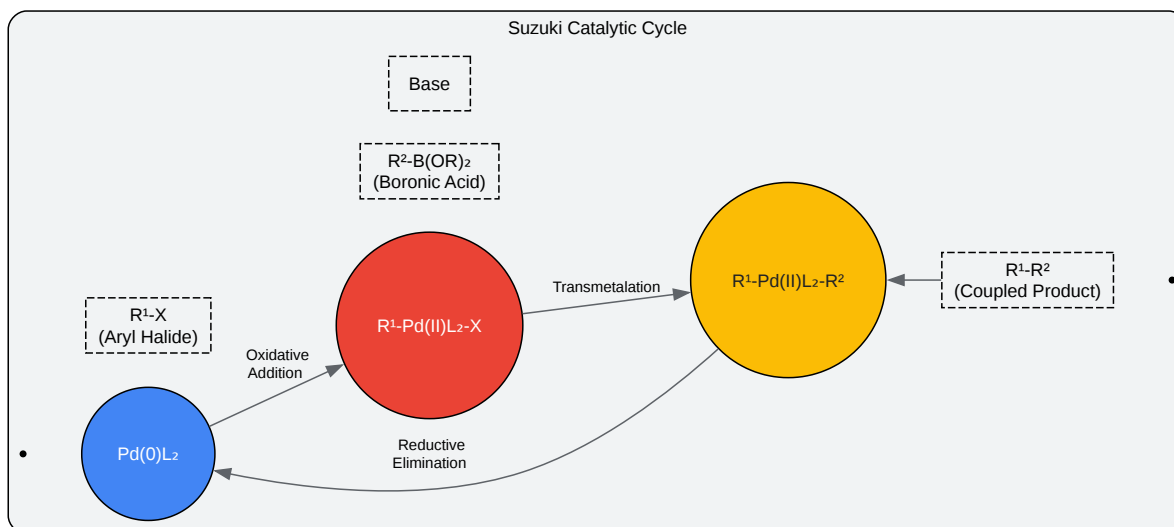 Suzuki Catalytic Cycle
Base
R²-B(OR)₂
(Boronic Acid)
R¹-X
(Aryl Halide)
Pd(0)L₂
Oxidative
Addition
R¹-Pd(II)L₂-X
Transmetalation
R¹-Pd(II)L₂-R²
R¹-R²
(Coupled Product)
Reductive
Elimination